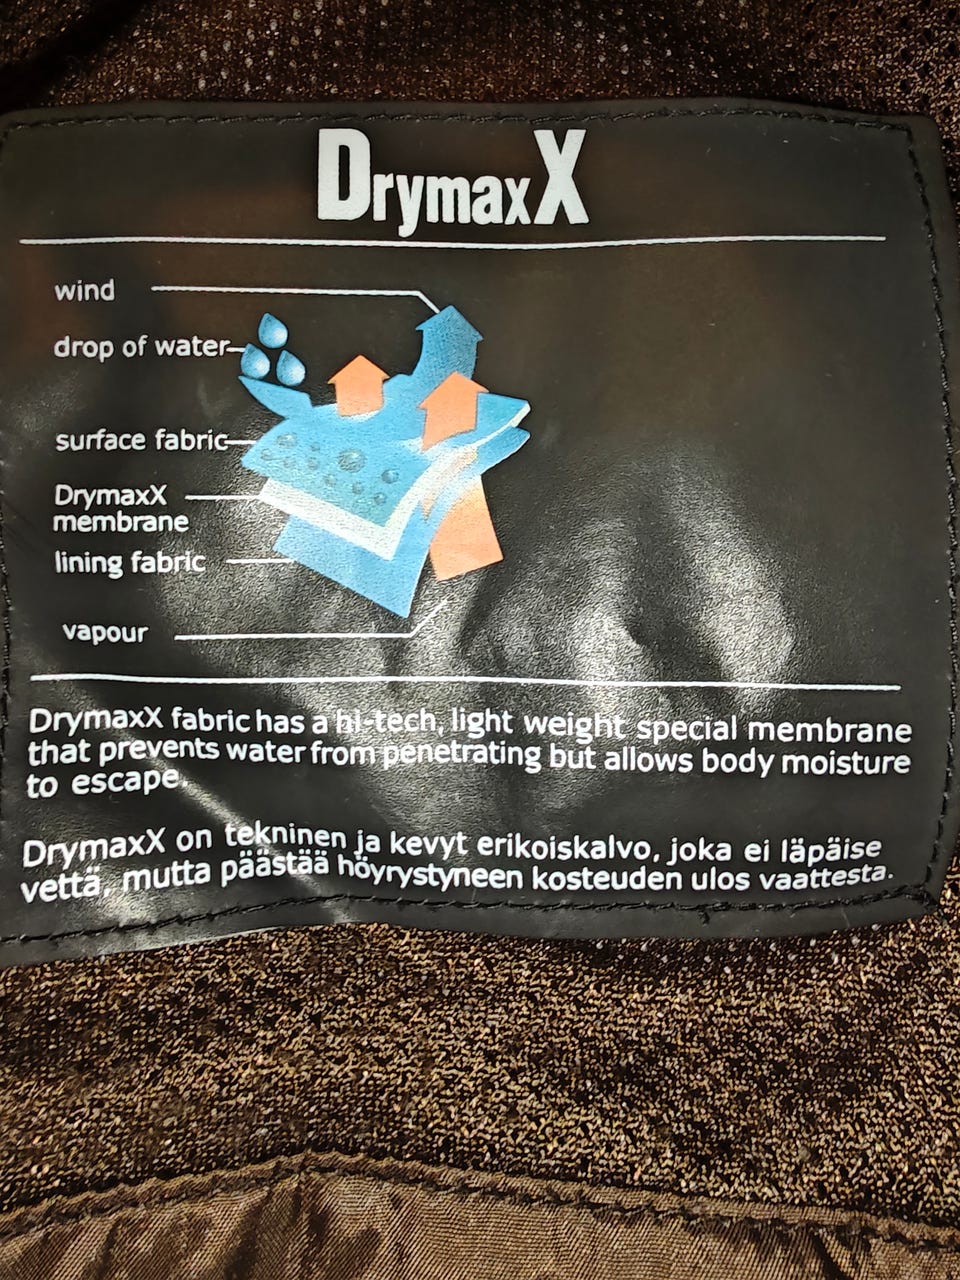 DrymaxX
wind
drop of water
surface fabric
DrymaxX
membrane
lining fabric
vapour
DrymaxX fabric has a hi-tech, light weight special membrane
that prevents water from penetrating but allows body moisture
to escape.
DrymaxX on tekninen ja kevyt erikoiskalvo, joka ei läpäise
vettä, mutta päästää höyrystyneen kosteuden ulos vaattesta.